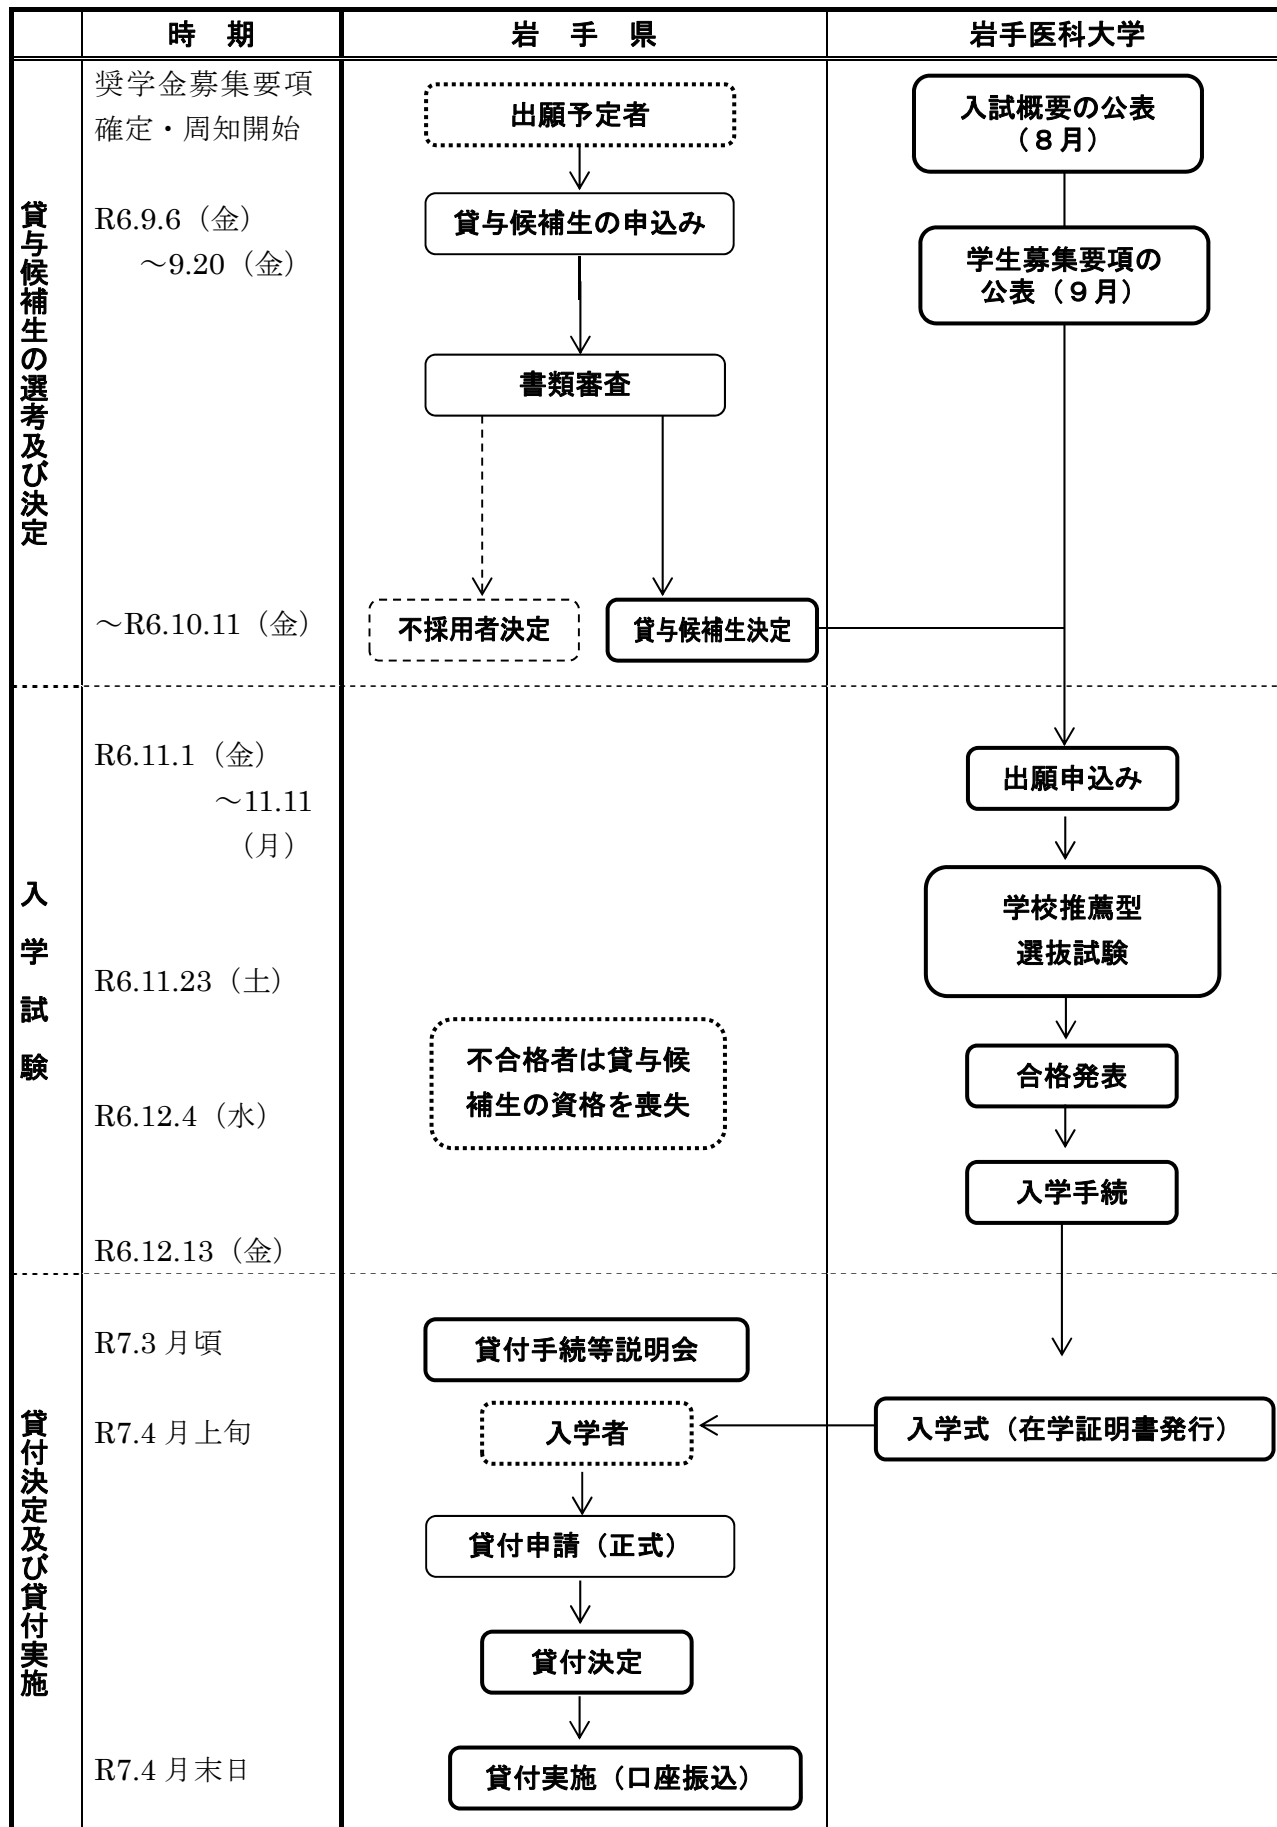 時　期
岩　手　県
岩手医科大学
貸与候補生の選考及び決定
奨学金募集要項
確定・周知開始
出願予定者
入試概要の公表
（８月）
R6.9.6（金）
～9.20（金）
貸与候補生の申込み
学生募集要項の
公表（９月）
書類審査
～R6.10.11（金）
不採用者決定
貸与候補生決定
入学試験
R6.11.1（金）
～11.11
（月）
出願申込み
学校推薦型
選抜試験
R6.11.23（土）
不合格者は貸与候
補生の資格を喪失
合格発表
R6.12.4（水）
入学手続
R6.12.13（金）
貸付決定及び貸付実施
R7.3 月頃
貸付手続等説明会
R7.4 月上旬
入学者
入学式（在学証明書発行）
貸付申請（正式）
貸付決定
R7.4 月末日
貸付実施（口座振込）